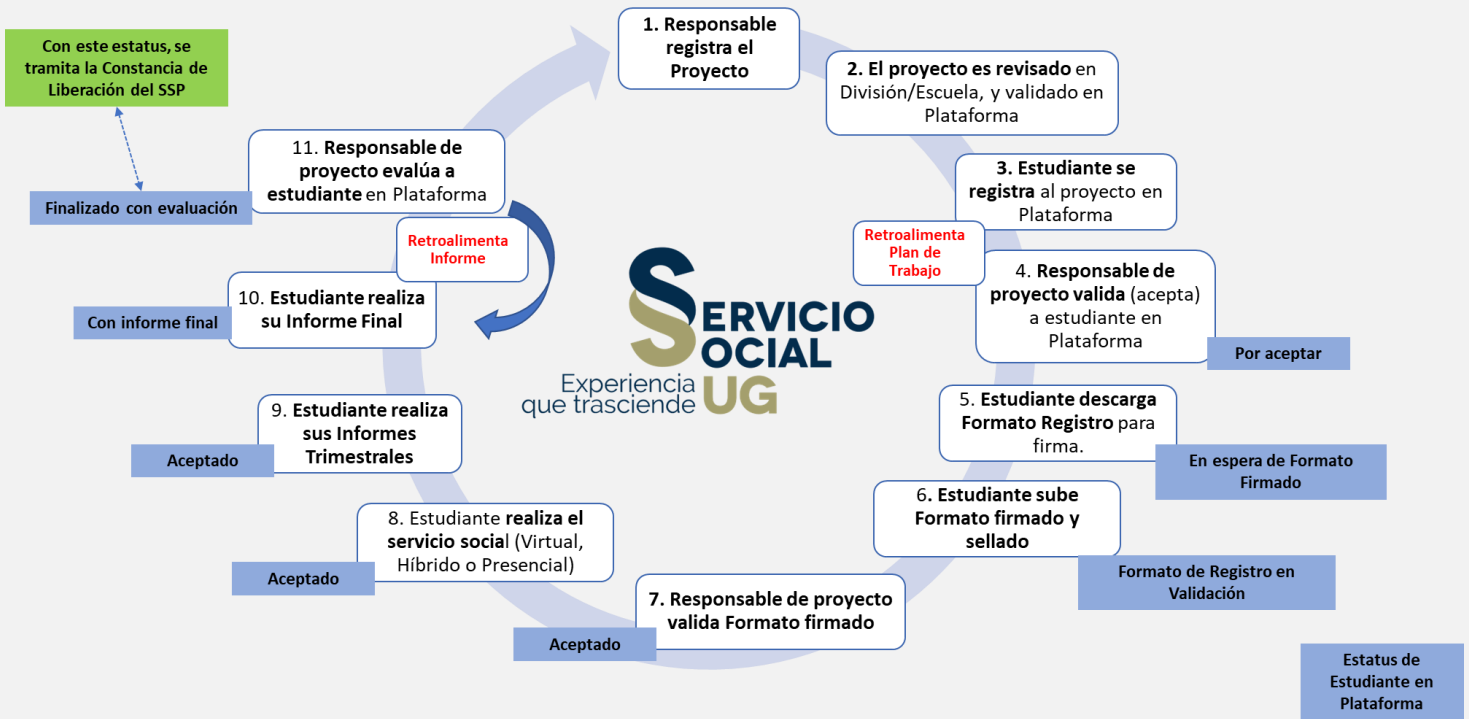 1. Responsable
registra el
Proyecto
2. El proyecto es revisado en
División/Escuela, y validado en
Plataforma
3. Estudiante se
registra al proyecto en
Plataforma
Retroalimenta
Plan de
Trabajo
4. Responsable de
proyecto valida (acepta)
a estudiante en
Plataforma
Por aceptar
5. Estudiante descarga
Formato Registro para
firma.
En espera de Formato
Firmado
6. Estudiante sube
Formato firmado y
sellado
Formato de Registro en
Validación
7. Responsable de proyecto
valida Formato firmado
Aceptado
8. Estudiante realiza el
servicio social (Virtual,
Híbrido o Presencial)
Aceptado
9. Estudiante realiza
sus Informes
Trimestrales
Aceptado
10. Estudiante realiza
su Informe Final
Con informe final
Retroalimenta
Informe
11. Responsable de
proyecto evalúa a
estudiante en Plataforma
Finalizado con evaluación
Con este estatus, se
tramita la Constancia de
Liberación del SSP
SERVICIO
SOCIAL
Experiencia
que trasciende UG
Estatus de
Estudiante en
Plataforma